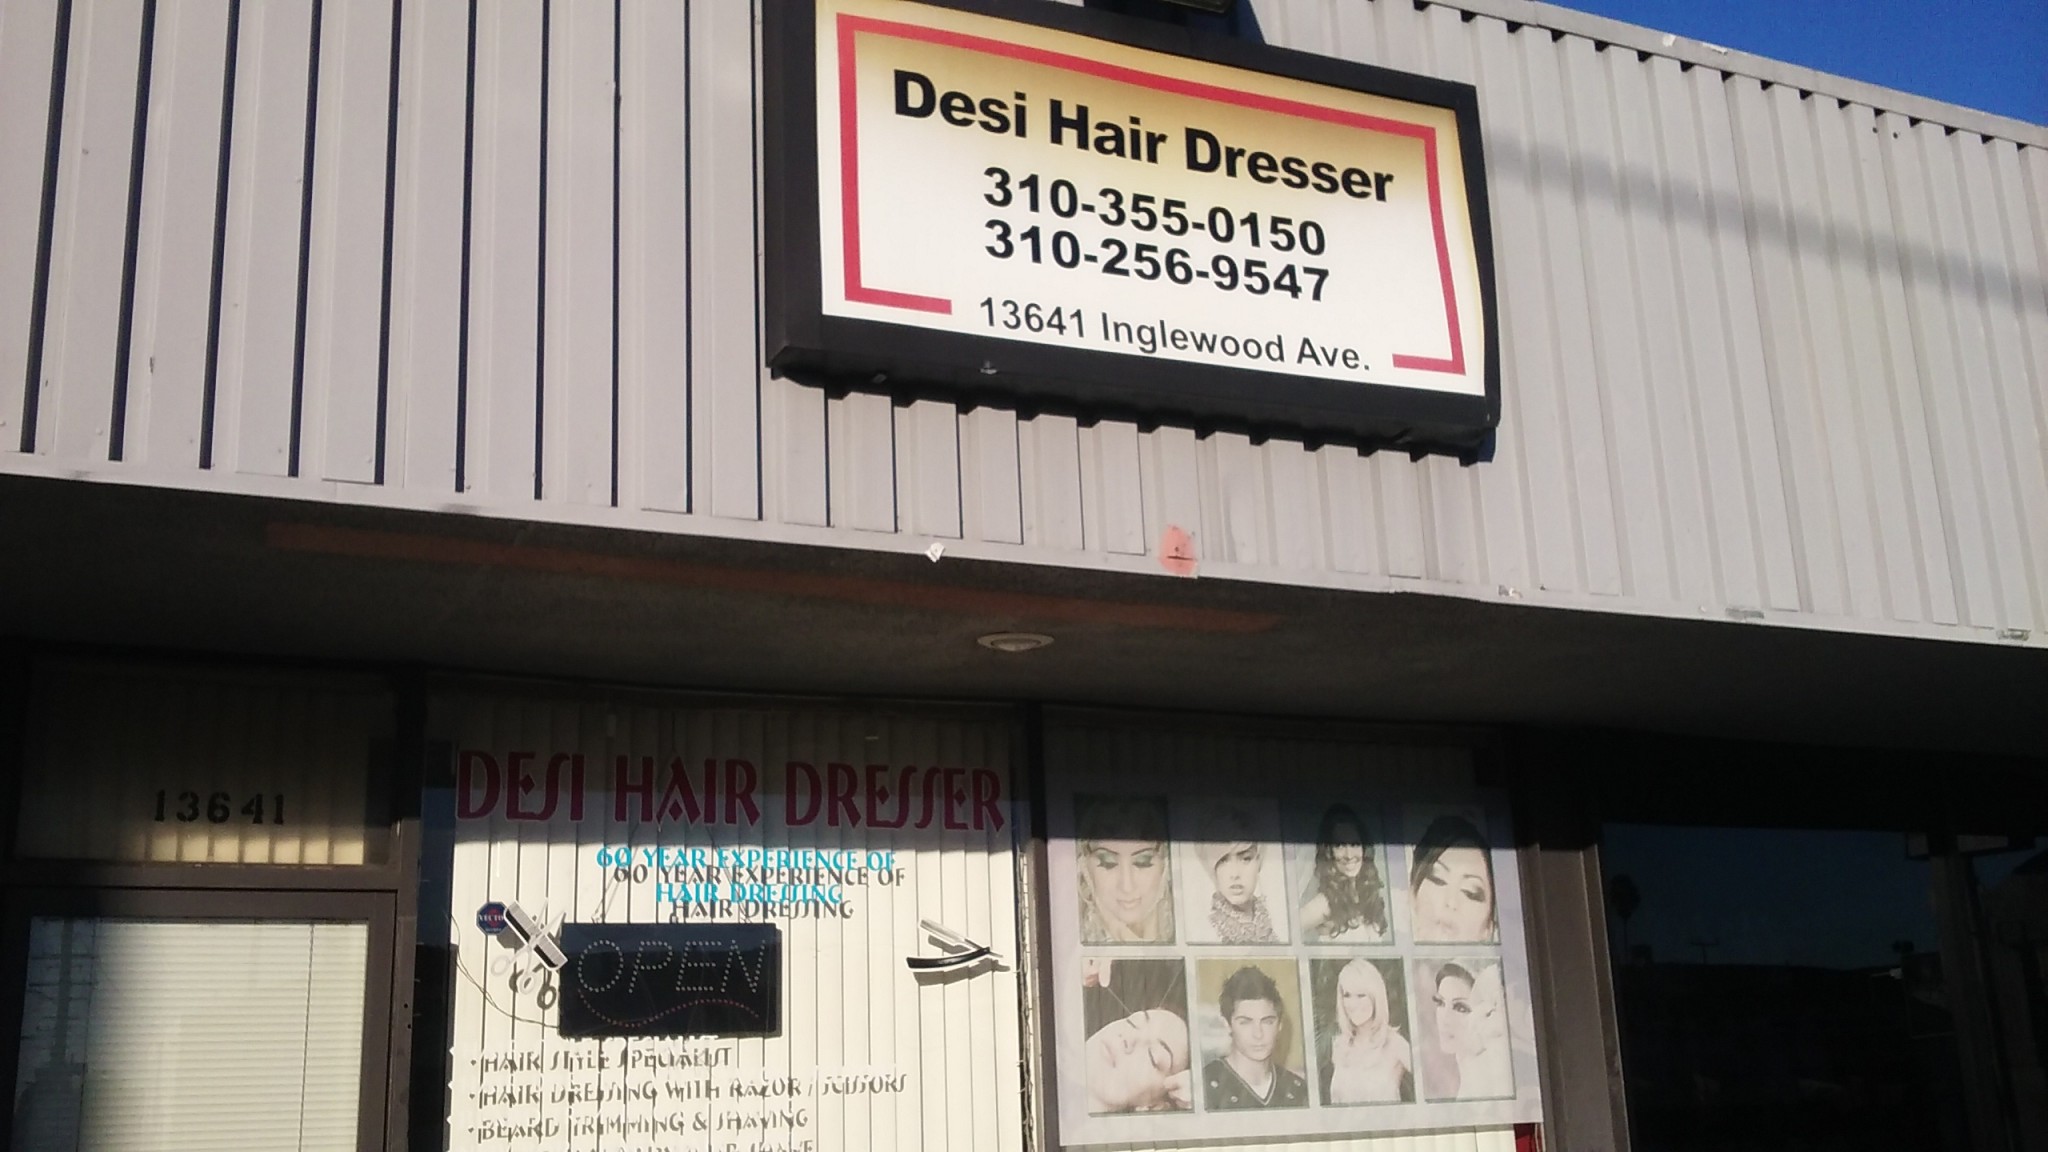 Desi Hair Dresser
310-355-0150
310-256-9547
13641 Inglewood Ave.
13641
DESI HAIR DRESSER
60 YEAR EXPERIENCE OF
HAIR DRESSING
OPEN
• HAIR STYLE SPECIALIST
• HAIR DRESSING WITH RAZOR / SCISSORS
• BEARD TRIMMING & SHAVING